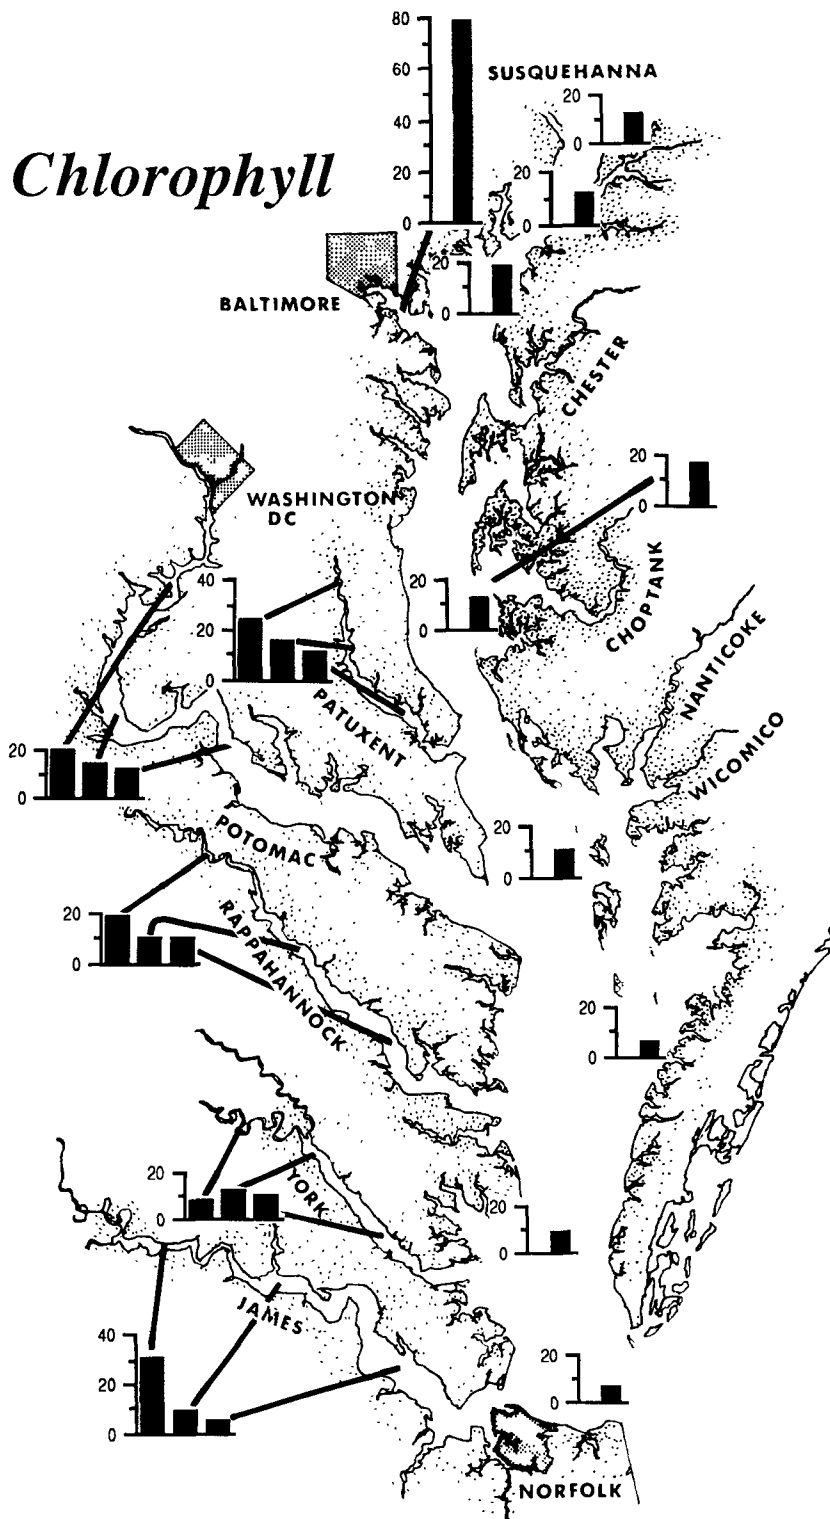 80
60
40
20
0
SUSQUEHANNA
20
0
Chlorophyll
20
0
BALTIMORE
20
0
CHESTER
WASHINGTON
DC
20
0
40
20
0
20
0
CHOPTANK
NANTICOKE
PATUXENT
WICOMICO
20
0
POTOMAC
20
0
RAPPAHANNOCK
20
0
20
0
YORK
20
0
20
0
JAMES
40
20
0
20
0
NORFOLK